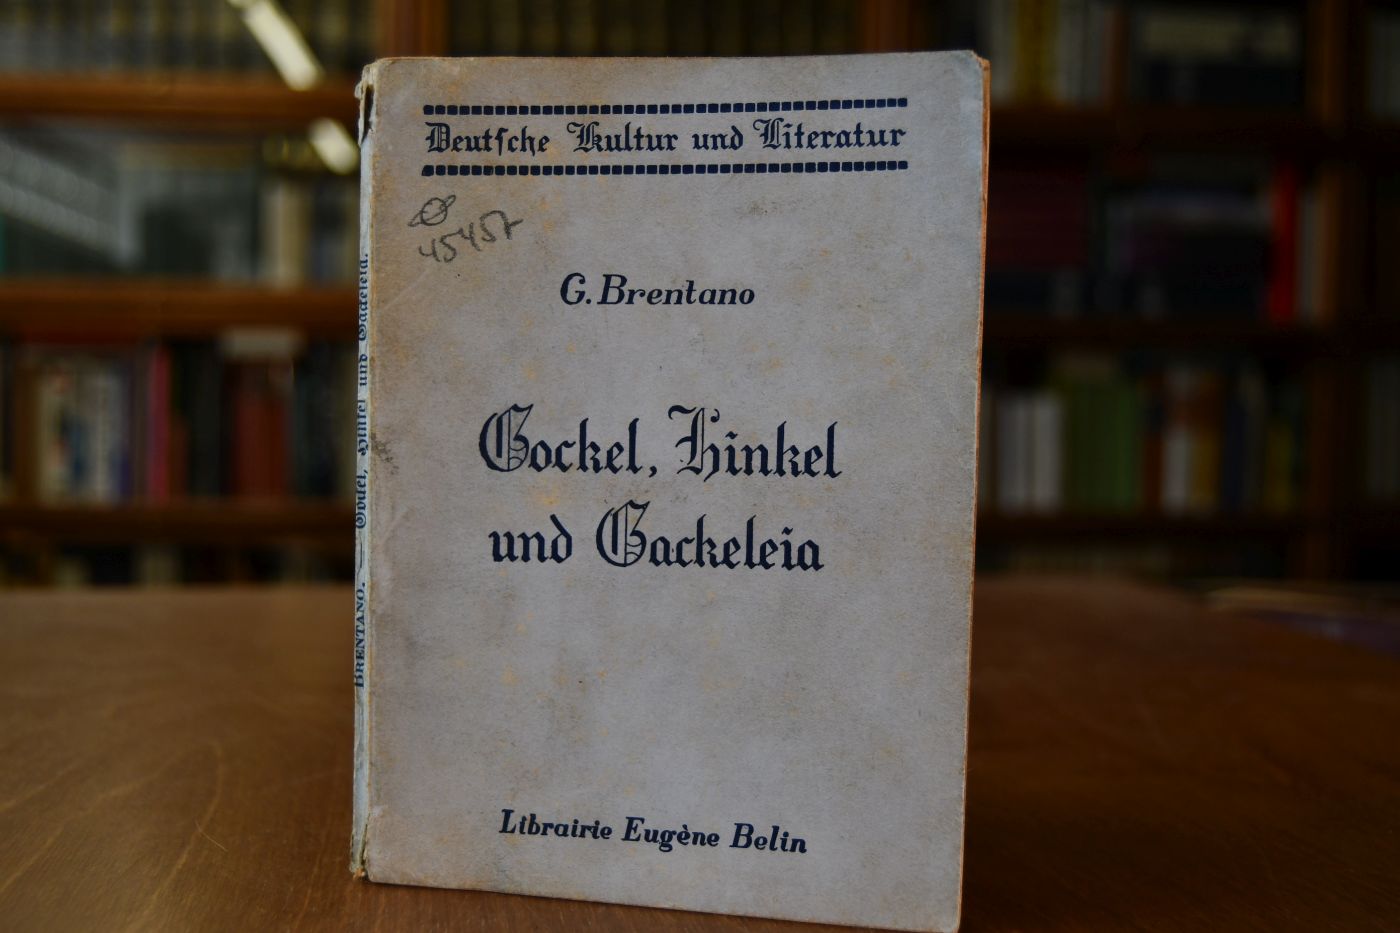 Deutsche Kultur und Literatur
45457
G. Brentano
Gockel, Hinkel
und Gackeleia
Librairie Eugène Belin
BRENTANO. — Gockel, Hinkel und Gackeleia.